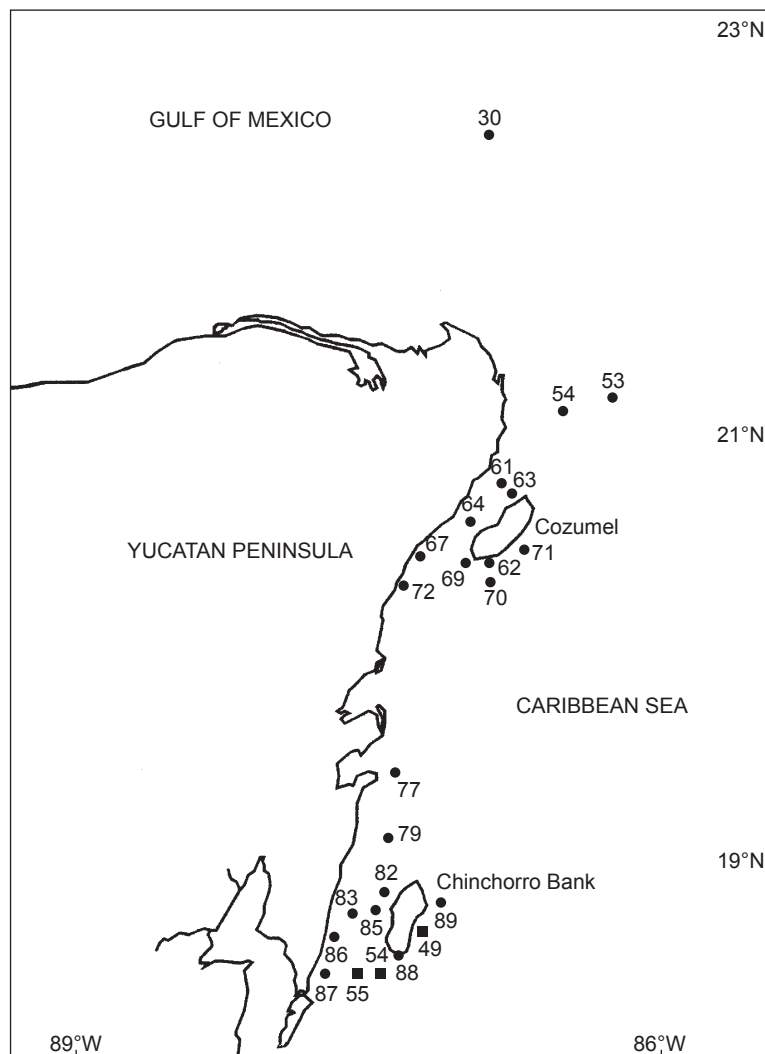 23°N
GULF OF MEXICO
30
53
54
21°N
61
63
64
Cozumel
YUCATAN PENINSULA
67
71
69
62
72
70
CARIBBEAN SEA
77
79
19°N
82
Chinchorro Bank
83
85
89
86
54
49
88
87
55
89°W
86°W